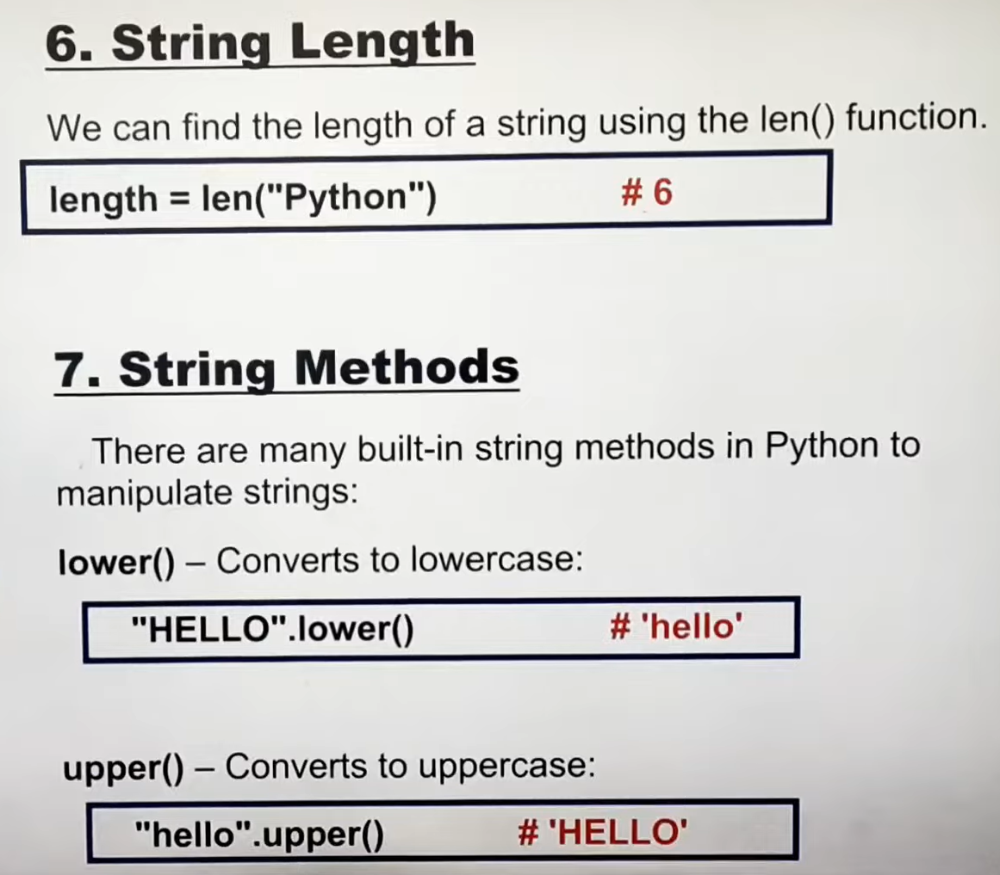 6. String Length
We can find the length of a string using the len() function.
length = len("Python") # 6
7. String Methods
There are many built-in string methods in Python to
manipulate strings:
lower() – Converts to lowercase:
"HELLO".lower() # 'hello'
upper() – Converts to uppercase:
"hello".upper() # 'HELLO'